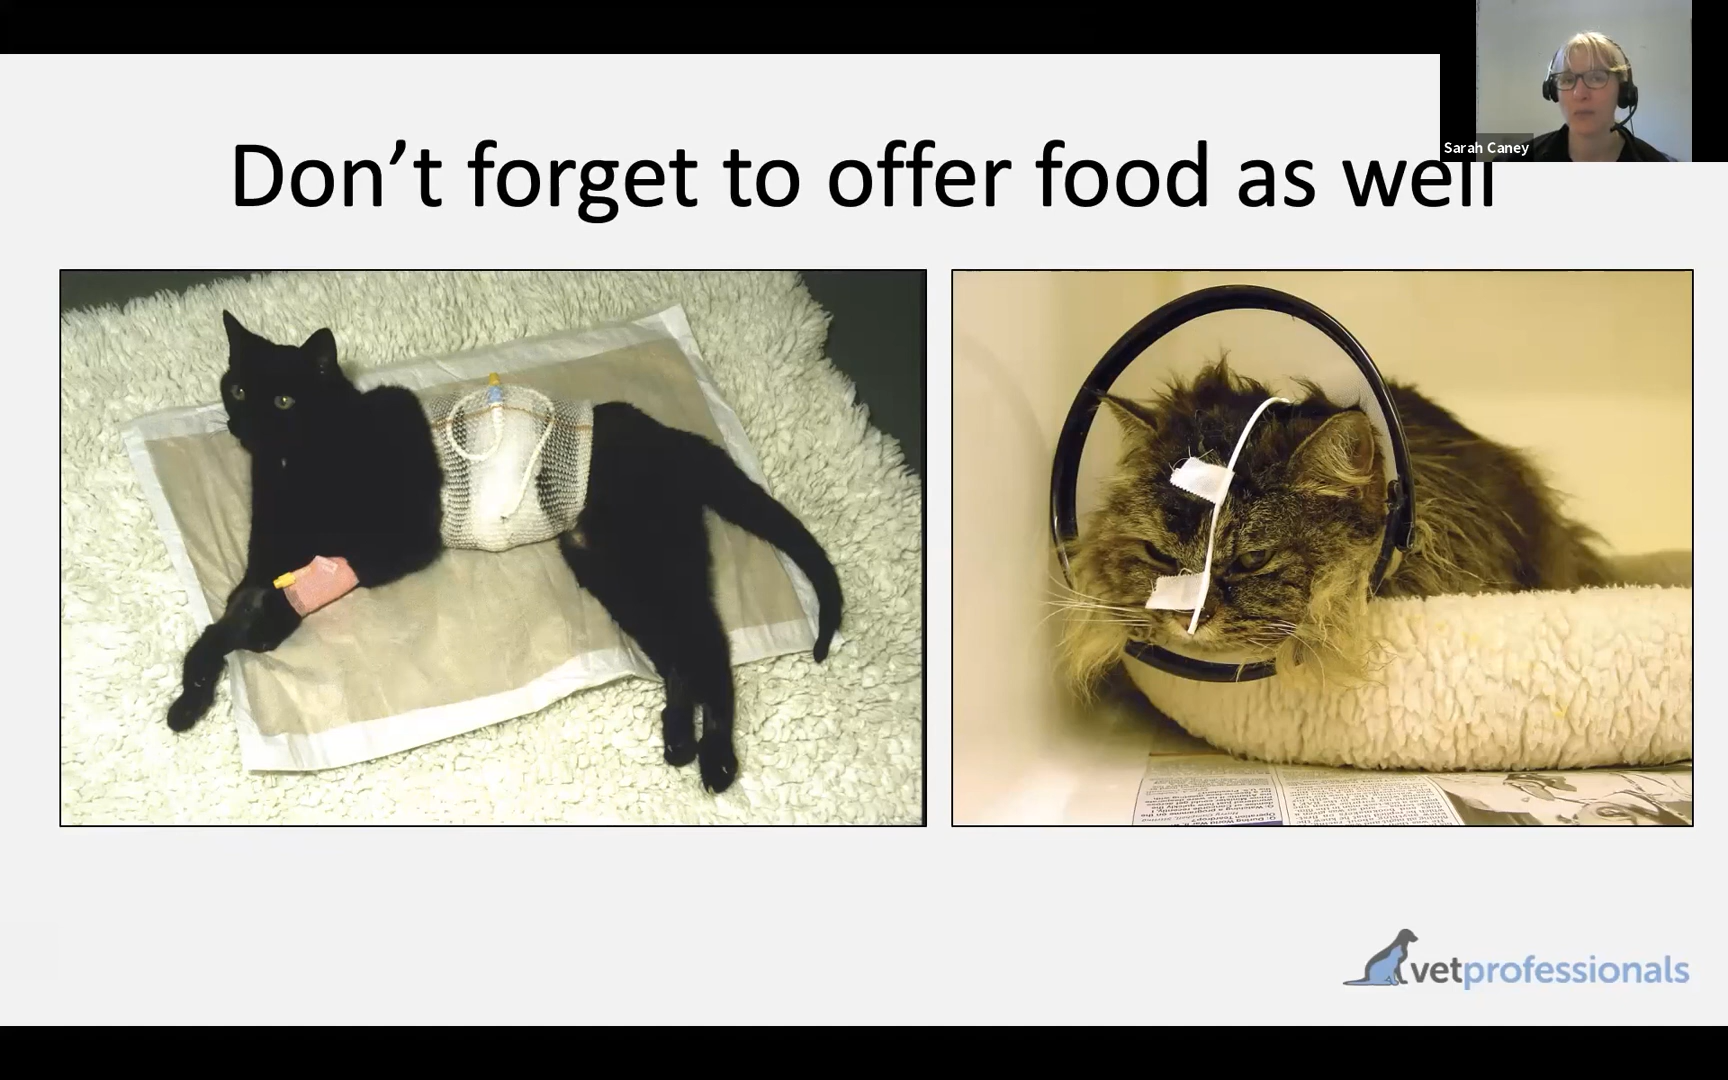 Sarah Caney
Don’t forget to offer food as well
vetprofessionals